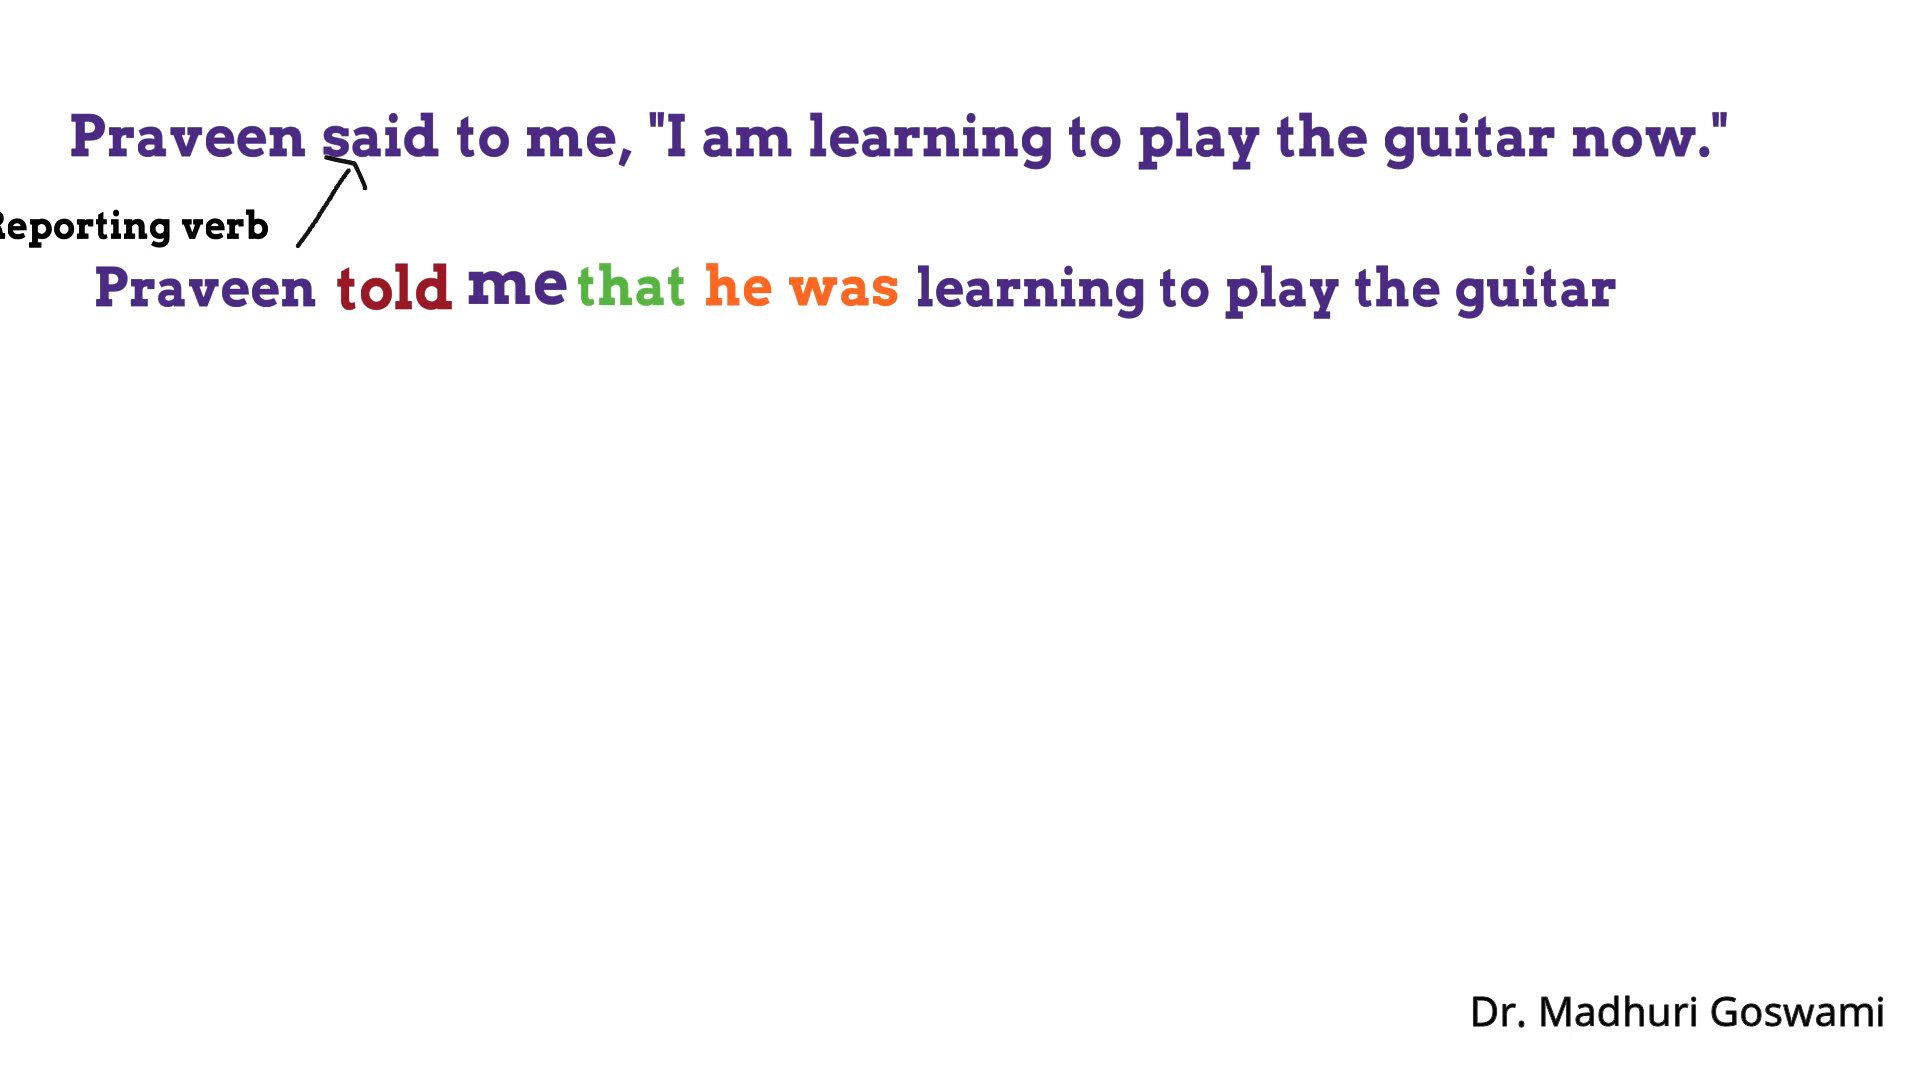 Praveen said to me, "I am learning to play the guitar now."
Reporting verb
Praveen told me that he was learning to play the guitar
Dr. Madhuri Goswami